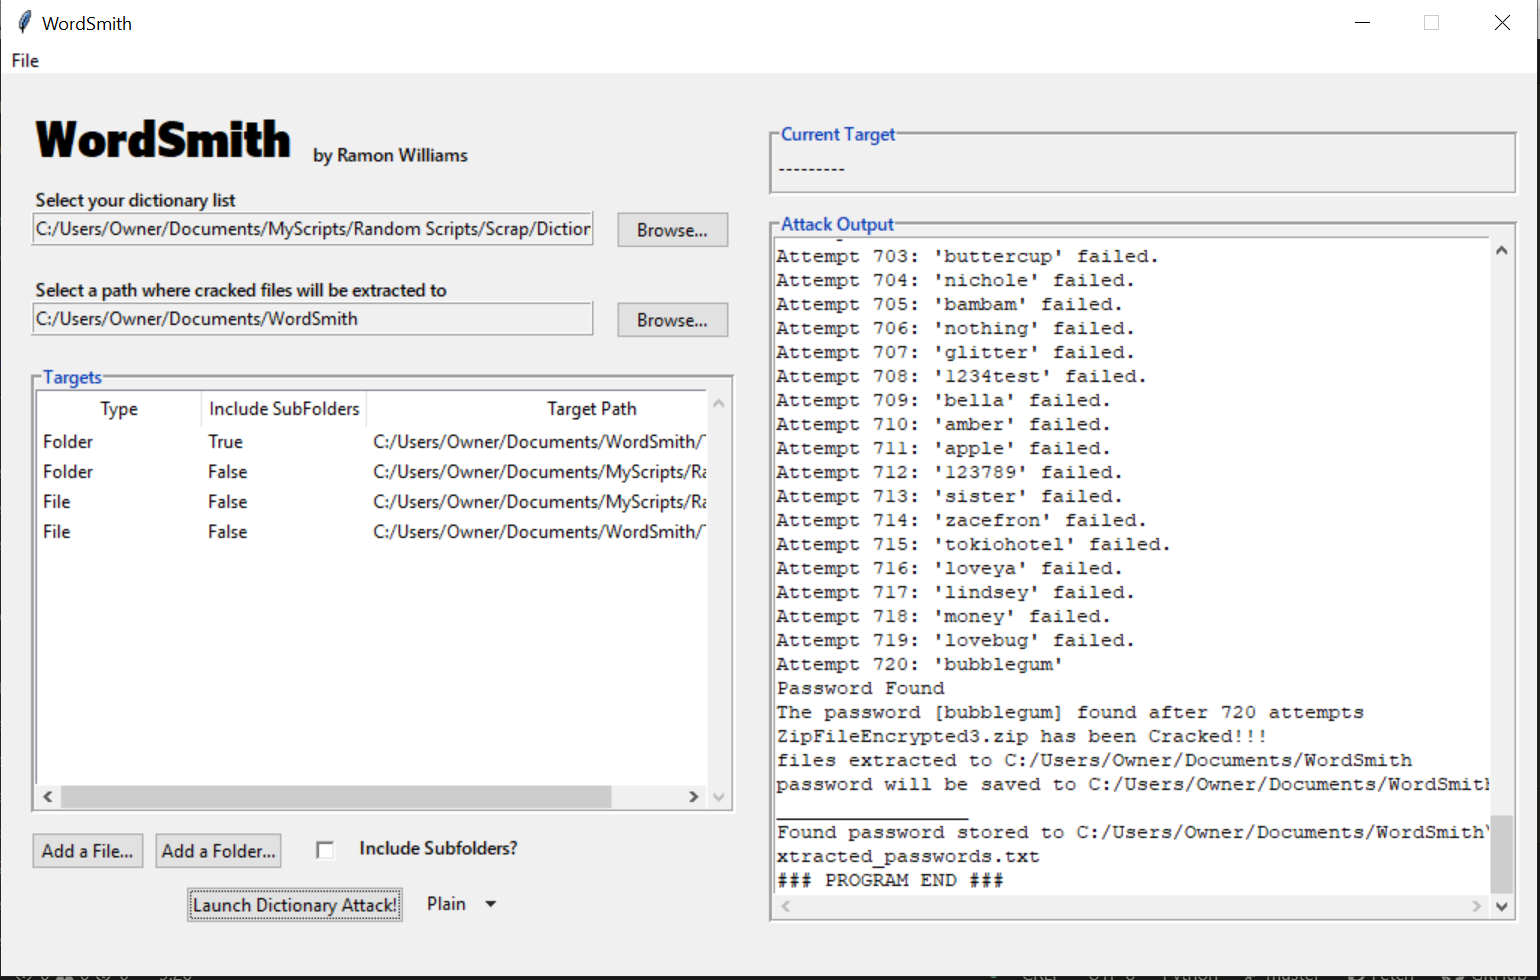 WordSmith
File
WordSmith
by Ramon Williams
Select your dictionary list
C:/Users/Owner/Documents/MyScripts/Random Scripts/Scrap/Diction
Browse...
Select a path where cracked files will be extracted to
C:/Users/Owner/Documents/WordSmith
Browse...
Targets
Type Include SubFolders Target Path
Folder True C:/Users/Owner/Documents/WordSmith/
Folder False C:/Users/Owner/Documents/MyScripts/Ra
File False C:/Users/Owner/Documents/MyScripts/Ra
File False C:/Users/Owner/Documents/WordSmith/
Add a File... Add a Folder... Include Subfolders?
Launch Dictionary Attack! Plain
Current Target
---------
Attack Output
Attempt 703: 'buttercup' failed.
Attempt 704: 'nichole' failed.
Attempt 705: 'bambam' failed.
Attempt 706: 'nothing' failed.
Attempt 707: 'glitter' failed.
Attempt 708: '1234test' failed.
Attempt 709: 'bella' failed.
Attempt 710: 'amber' failed.
Attempt 711: 'apple' failed.
Attempt 712: '123789' failed.
Attempt 713: 'sister' failed.
Attempt 714: 'zacefron' failed.
Attempt 715: 'tokiohotel' failed.
Attempt 716: 'loveya' failed.
Attempt 717: 'lindsey' failed.
Attempt 718: 'money' failed.
Attempt 719: 'lovebug' failed.
Attempt 720: 'bubblegum'
Password Found
The password [bubblegum] found after 720 attempts
ZipFileEncrypted3.zip has been Cracked!!!
files extracted to C:/Users/Owner/Documents/WordSmith
password will be saved to C:/Users/Owner/Documents/WordSmith
________________
Found password stored to C:/Users/Owner/Documents/WordSmith\
xtracted_passwords.txt
### PROGRAM END ###